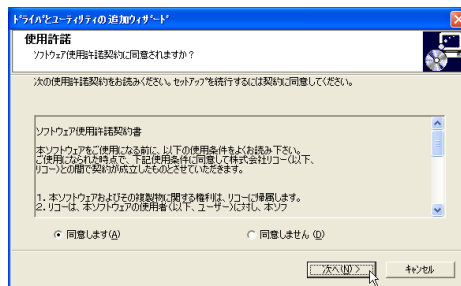 ﾄﾞﾗｲﾊﾞとﾕｰﾃｨﾘﾃｨの追加ｳｨｻﾞｰﾄﾞ
使用許諾
ｿﾌﾄｳｪｱ使用許諾契約に同意されますか？
次の使用許諾契約をお読みください。ｾｯﾄｱｯﾌﾟを続行するには契約に同意してください。
ソフトウェア使用許諾契約書
本ソフトウェアをご使用になる前に、以下の使用条件をよくお読み下さい。
ご使用になられた時点で、下記使用条件に同意して株式会社リコー(以下、
リコー)との間で契約が成立したものとさせていただきます。
1. 本ソフトウェアおよびその複製物に関する権利は、リコーに帰属します。
2. リコーは、本ソフトウェアの使用者(以下、ユーザー)に対し、本ソフ
同意します(A)
同意しません(D)
次へ(N) >
ｷｬﾝｾﾙ